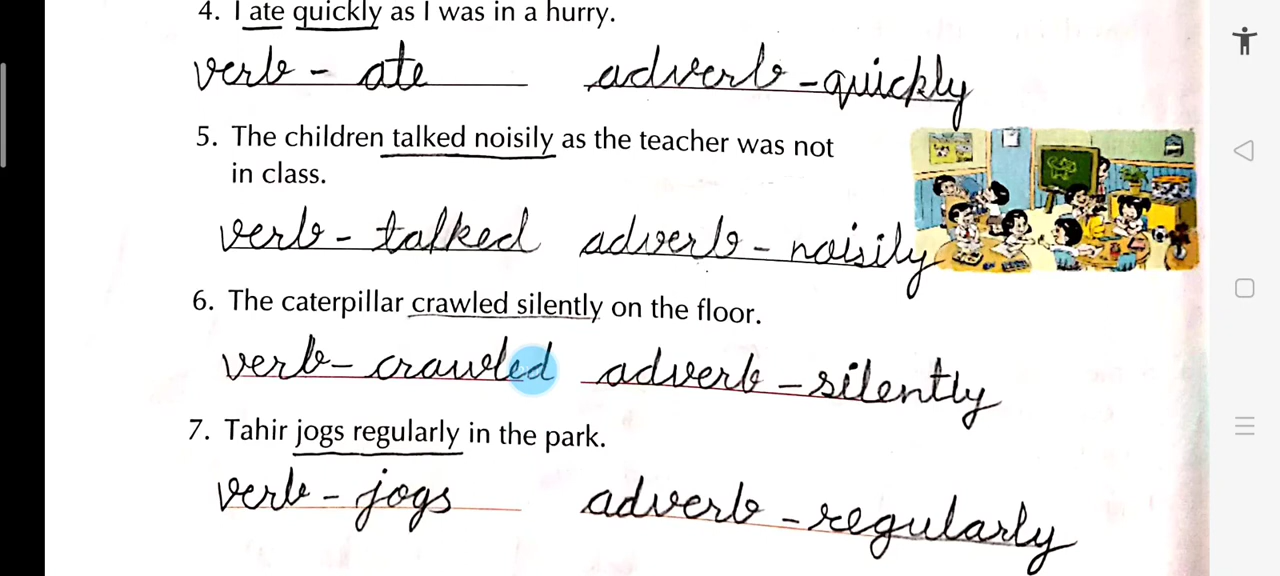 4. I ate quickly as I was in a hurry.
verb - ate adverb - quickly
5. The children talked noisily as the teacher was not
in class.
verb - talked adverb - noisily
6. The caterpillar crawled silently on the floor.
verb - crawled adverb - silently
7. Tahir jogs regularly in the park.
verb - jogs adverb - regularly